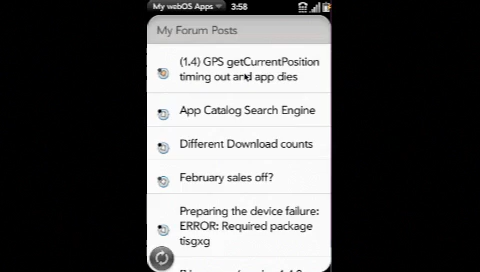 My webOS Apps 3:58
My Forum Posts
(1.4) GPS getCurrentPosition
timing out and app dies
App Catalog Search Engine
Different Download counts
February sales off?
Preparing the device failure:
ERROR: Required package
tisgxg